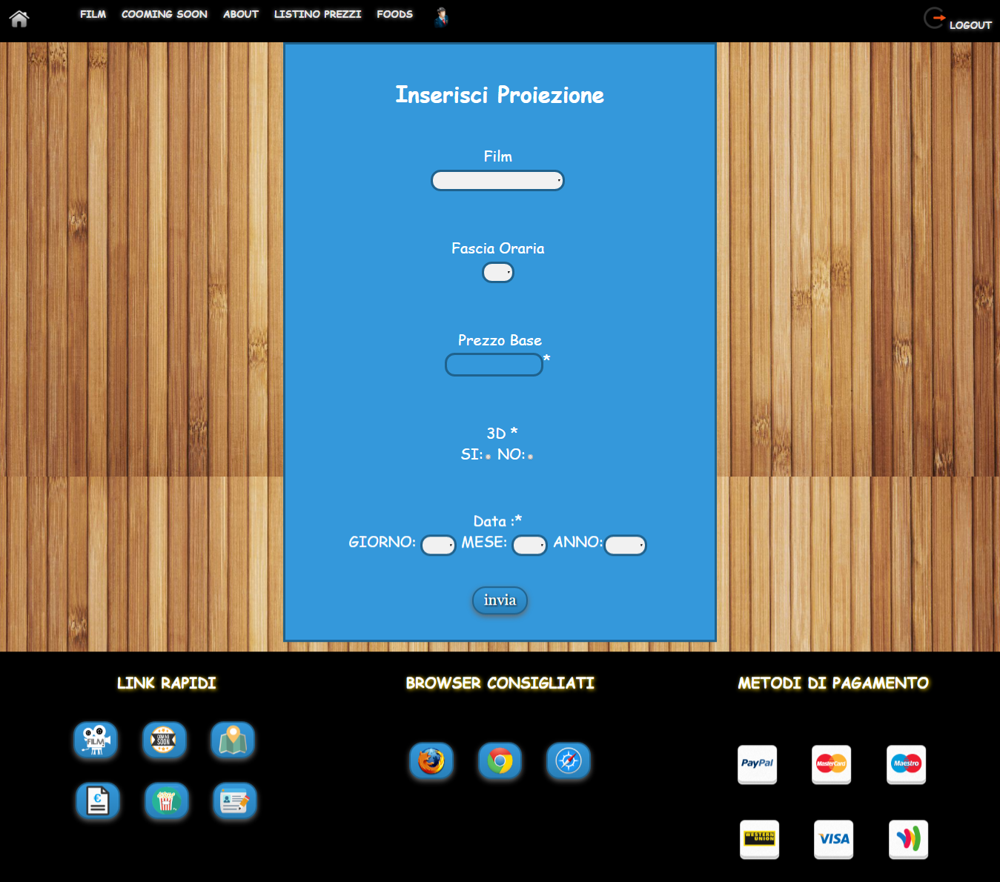 FILM COOMING SOON ABOUT LISTINO PREZZI FOODS LOGOUT
Inserisci Proiezione
Film
Fascia Oraria
Prezzo Base
*
3D *
SI: NO:
Data :*
GIORNO: MESE: ANNO:
invia
LINK RAPIDI BROWSER CONSIGLIATI METODI DI PAGAMENTO
FILM COMING SOON
PayPal MasterCard Maestro
€
WESTERN UNION VISA